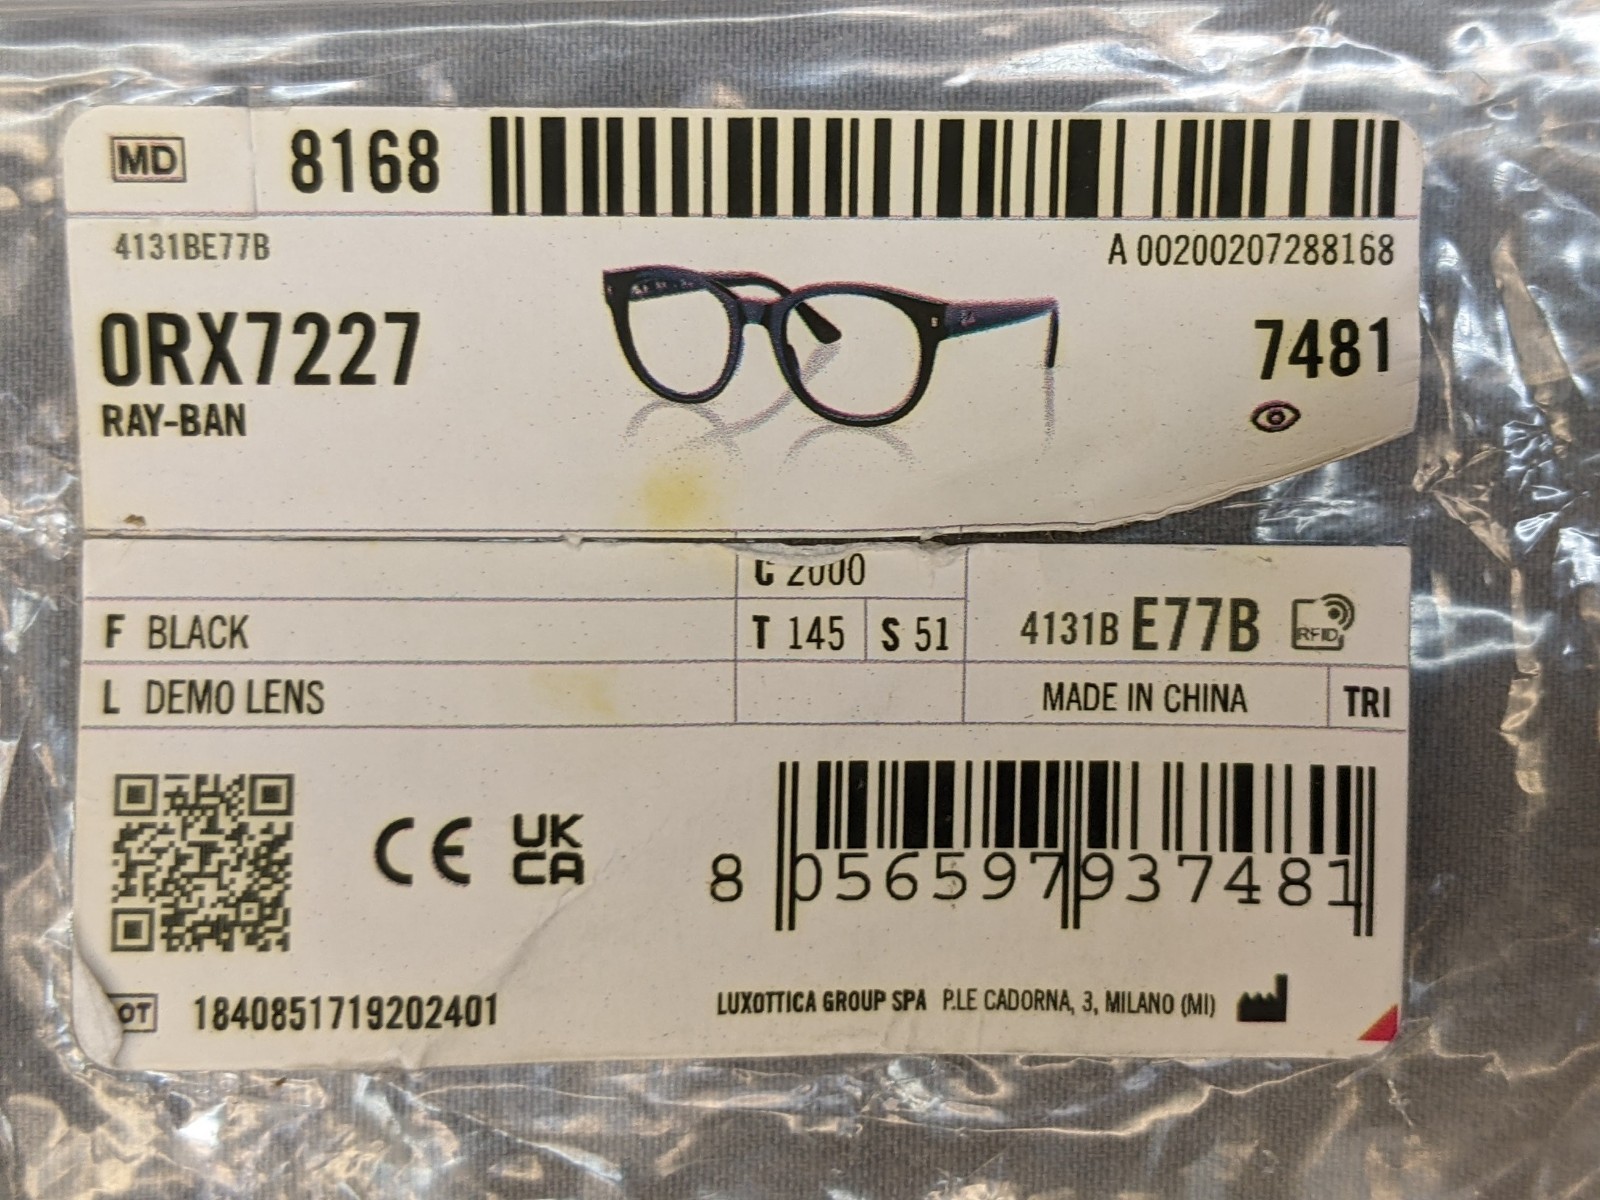 MD 8168
4131BE77B A 00200207288168
0RX7227 7481
RAY-BAN
C 2000
F BLACK T 145 S 51 4131B E77B RFID
L DEMO LENS MADE IN CHINA TRI
CE UK
CA
8 056597 937481
OT 1840851719202401 LUXOTTICA GROUP SPA P.LE CADORNA, 3, MILANO (MI)